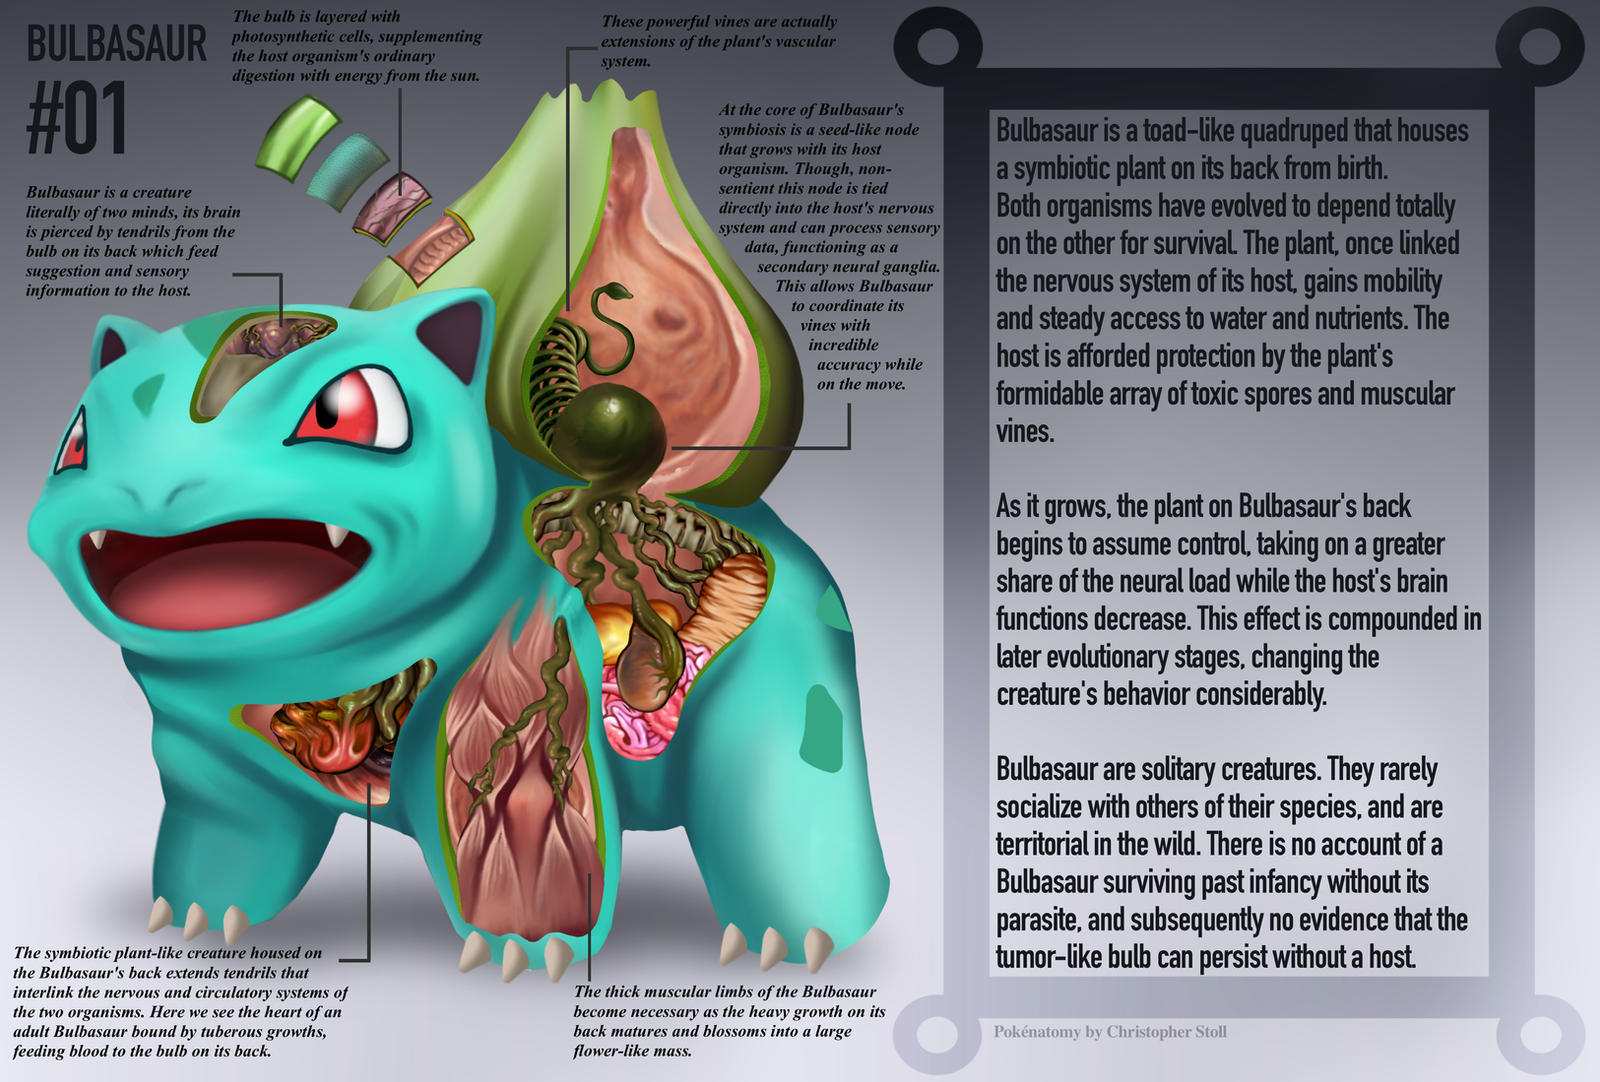 BULBASAUR
#01
The bulb is layered with
photosynthetic cells, supplementing
the host organism's ordinary
digestion with energy from the sun.
These powerful vines are actually
extensions of the plant's vascular
system.
Bulbasaur is a creature
literally of two minds, its brain
is pierced by tendrils from the
bulb on its back which feed
suggestion and sensory
information to the host.
At the core of Bulbasaur's
symbiosis is a seed-like node
that grows with its host
organism. Though, non-
sentient this node is tied
directly into the host's nervous
system and can process sensory
data, functioning as a
secondary neural ganglia.
This allows Bulbasaur
to coordinate its
vines with
incredible
accuracy while
on the move.
The symbiotic plant-like creature housed on
the Bulbasaur's back extends tendrils that
interlink the nervous and circulatory systems of
the two organisms. Here we see the heart of an
adult Bulbasaur bound by tuberous growths,
feeding blood to the bulb on its back.
The thick muscular limbs of the Bulbasaur
become necessary as the heavy growth on its
back matures and blossoms into a large
flower-like mass.
Bulbasaur is a toad-like quadruped that houses
a symbiotic plant on its back from birth.
Both organisms have evolved to depend totally
on the other for survival. The plant, once linked
the nervous system of its host, gains mobility
and steady access to water and nutrients. The
host is afforded protection by the plant's
formidable array of toxic spores and muscular
vines.
As it grows, the plant on Bulbasaur's back
begins to assume control, taking on a greater
share of the neural load while the host's brain
functions decrease. This effect is compounded in
later evolutionary stages, changing the
creature's behavior considerably.
Bulbasaur are solitary creatures. They rarely
socialize with others of their species, and are
territorial in the wild. There is no account of a
Bulbasaur surviving past infancy without its
parasite, and subsequently no evidence that the
tumor-like bulb can persist without a host.
Pokénatomy by Christopher Stoll